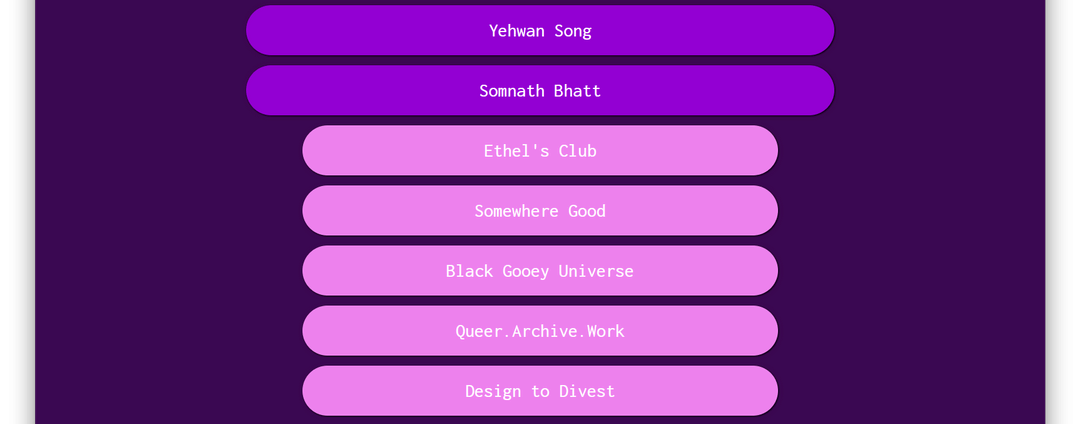 Yehwan Song
Somnath Bhatt
Ethel's Club
Somewhere Good
Black Gooey Universe
Queer.Archive.Work
Design to Divest